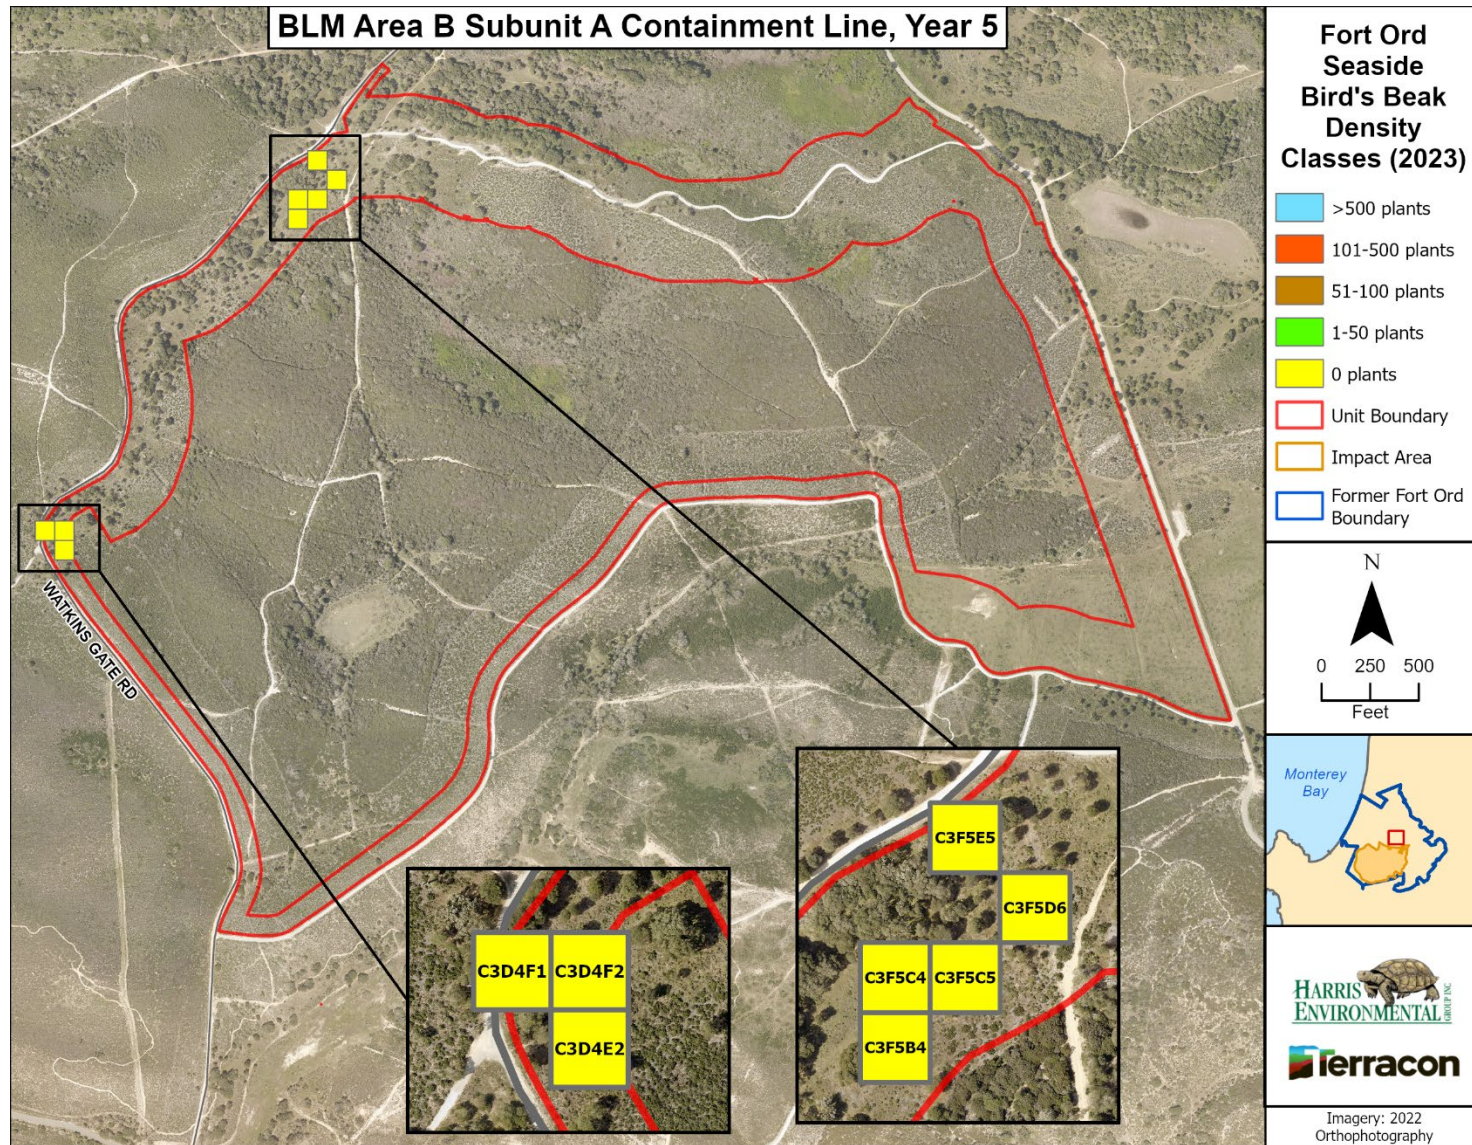 BLM Area B Subunit A Containment Line, Year 5
WATKINS GATE RD
C3D4F1
C3D4F2
C3D4E2
C3F5E5
C3F5D6
C3F5C4
C3F5C5
C3F5B4
Fort Ord
Seaside
Bird's Beak
Density
Classes (2023)
>500 plants
101-500 plants
51-100 plants
1-50 plants
0 plants
Unit Boundary
Impact Area
Former Fort Ord
Boundary
N
0 250 500
Feet
Monterey
Bay
HARRIS
ENVIRONMENTAL
GROUP INC
Terracon
Imagery: 2022
Orthophotography